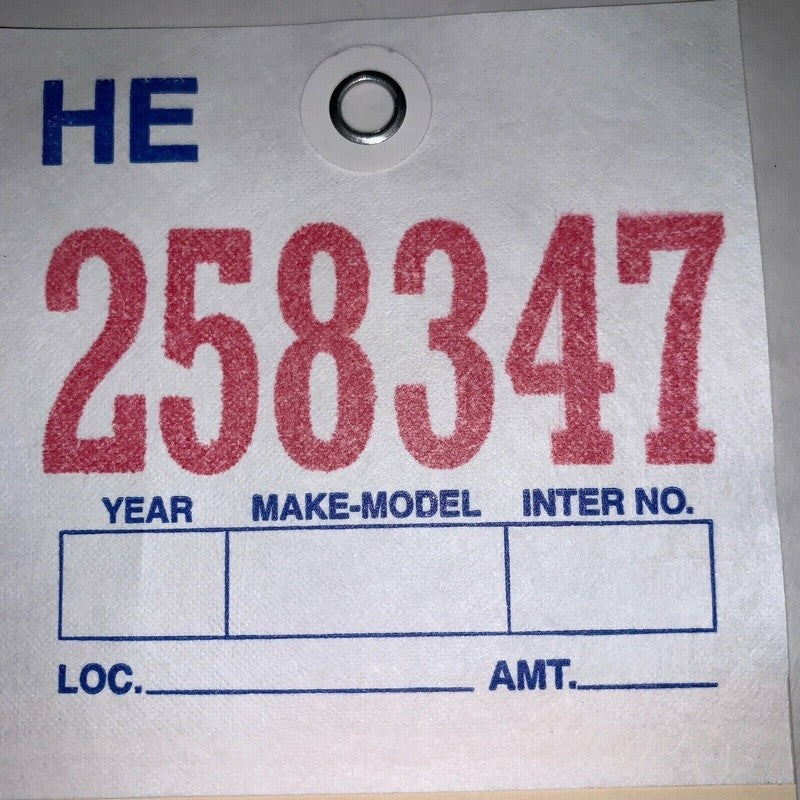 HE
258347
YEAR MAKE-MODEL INTER NO.
LOC. AMT.